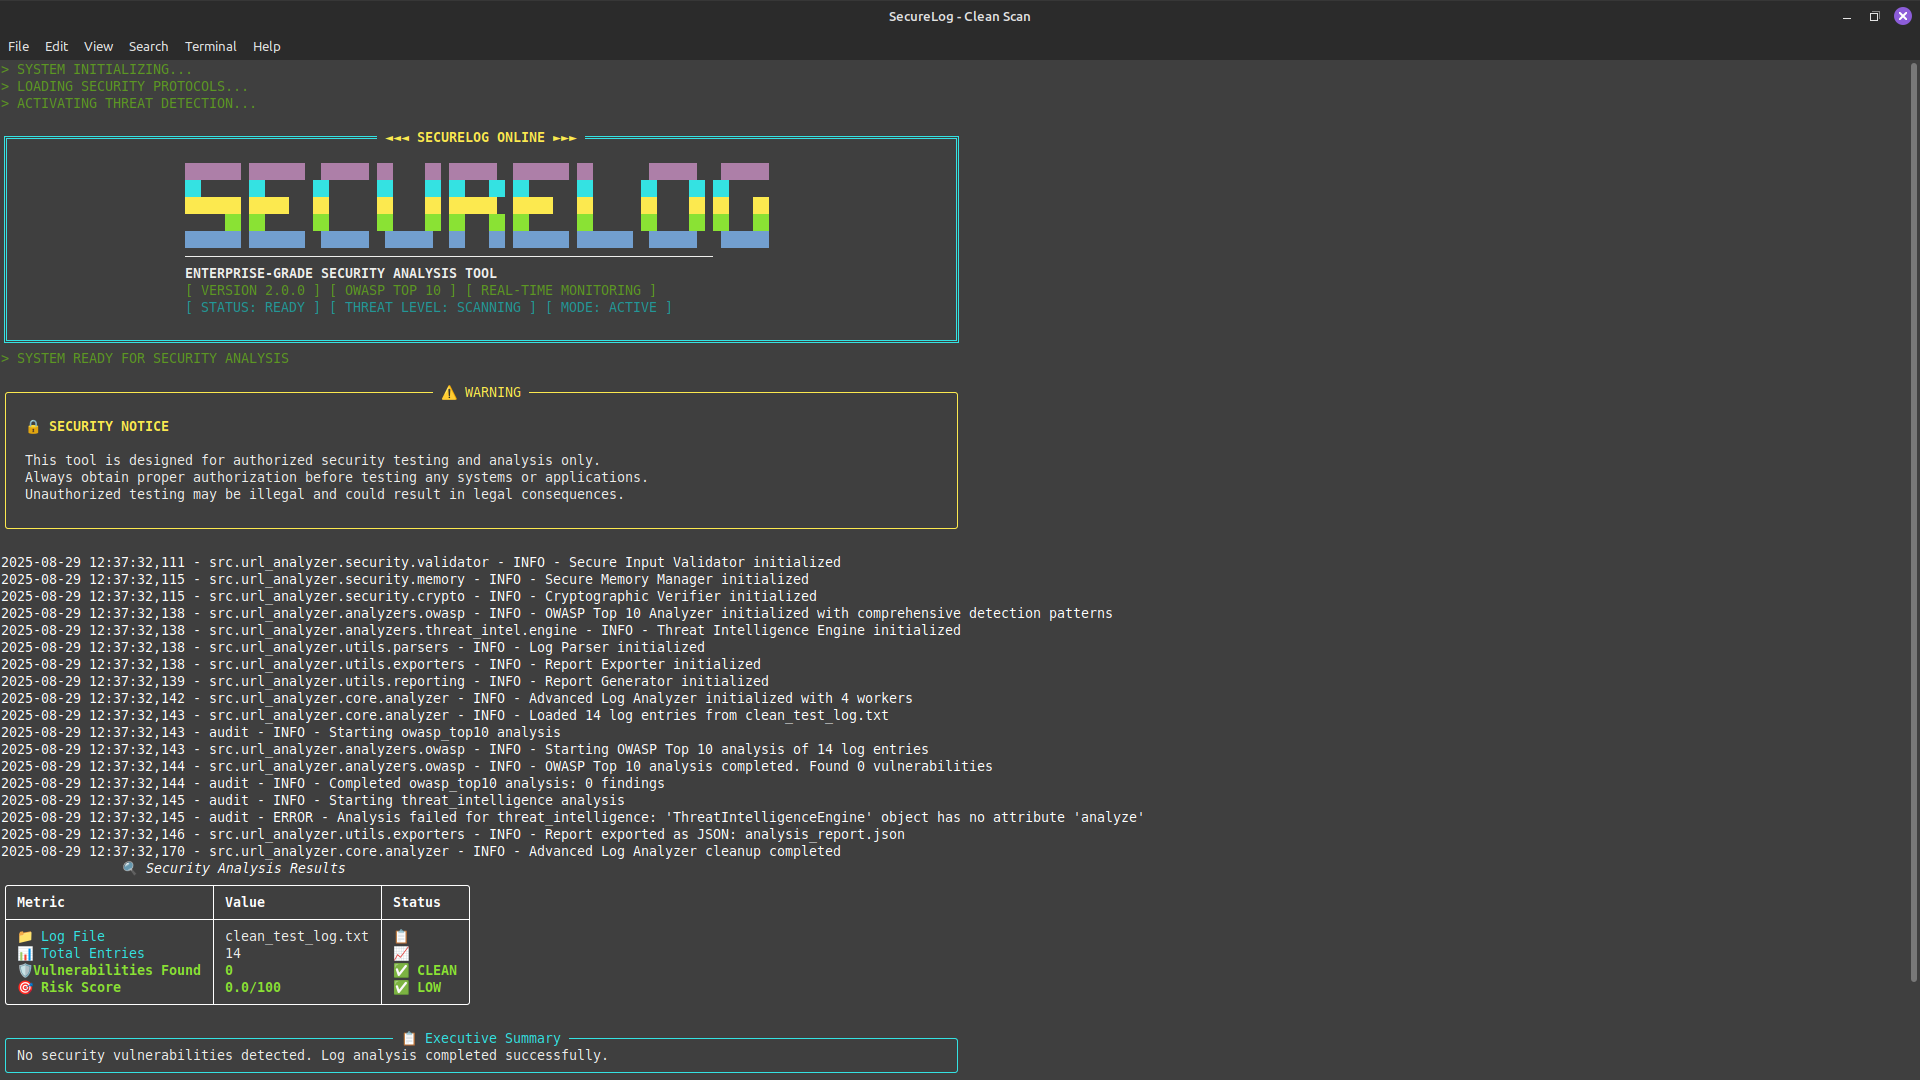 SecureLog - Clean Scan
File Edit View Search Terminal Help
> SYSTEM INITIALIZING...
> LOADING SECURITY PROTOCOLS...
> ACTIVATING THREAT DETECTION...
◄◄◄ SECURELOG ONLINE ►►►
SECURELOG
ENTERPRISE-GRADE SECURITY ANALYSIS TOOL
[ VERSION 2.0.0 ] [ OWASP TOP 10 ] [ REAL-TIME MONITORING ]
[ STATUS: READY ] [ THREAT LEVEL: SCANNING ] [ MODE: ACTIVE ]
> SYSTEM READY FOR SECURITY ANALYSIS
⚠️ WARNING
🔒 SECURITY NOTICE
This tool is designed for authorized security testing and analysis only.
Always obtain proper authorization before testing any systems or applications.
Unauthorized testing may be illegal and could result in legal consequences.
2025-08-29 12:37:32,111 - src.url_analyzer.security.validator - INFO - Secure Input Validator initialized
2025-08-29 12:37:32,115 - src.url_analyzer.security.memory - INFO - Secure Memory Manager initialized
2025-08-29 12:37:32,115 - src.url_analyzer.security.crypto - INFO - Cryptographic Verifier initialized
2025-08-29 12:37:32,138 - src.url_analyzer.analyzers.owasp - INFO - OWASP Top 10 Analyzer initialized with comprehensive detection patterns
2025-08-29 12:37:32,138 - src.url_analyzer.analyzers.threat_intel.engine - INFO - Threat Intelligence Engine initialized
2025-08-29 12:37:32,138 - src.url_analyzer.utils.parsers - INFO - Log Parser initialized
2025-08-29 12:37:32,138 - src.url_analyzer.utils.exporters - INFO - Report Exporter initialized
2025-08-29 12:37:32,139 - src.url_analyzer.utils.reporting - INFO - Report Generator initialized
2025-08-29 12:37:32,142 - src.url_analyzer.core.analyzer - INFO - Advanced Log Analyzer initialized with 4 workers
2025-08-29 12:37:32,143 - src.url_analyzer.core.analyzer - INFO - Loaded 14 log entries from clean_test_log.txt
2025-08-29 12:37:32,143 - audit - INFO - Starting owasp_top10 analysis
2025-08-29 12:37:32,143 - src.url_analyzer.analyzers.owasp - INFO - Starting OWASP Top 10 analysis of 14 log entries
2025-08-29 12:37:32,144 - src.url_analyzer.analyzers.owasp - INFO - OWASP Top 10 analysis completed. Found 0 vulnerabilities
2025-08-29 12:37:32,144 - audit - INFO - Completed owasp_top10 analysis: 0 findings
2025-08-29 12:37:32,145 - audit - INFO - Starting threat_intelligence analysis
2025-08-29 12:37:32,145 - audit - ERROR - Analysis failed for threat_intelligence: 'ThreatIntelligenceEngine' object has no attribute 'analyze'
2025-08-29 12:37:32,146 - src.url_analyzer.utils.exporters - INFO - Report exported as JSON: analysis_report.json
2025-08-29 12:37:32,170 - src.url_analyzer.core.analyzer - INFO - Advanced Log Analyzer cleanup completed
🔍 Security Analysis Results
Metric Value Status
📁 Log File clean_test_log.txt 📋
📊 Total Entries 14 📈
🛡️Vulnerabilities Found 0 ✅ CLEAN
🎯 Risk Score 0.0/100 ✅ LOW
📋 Executive Summary
No security vulnerabilities detected. Log analysis completed successfully.